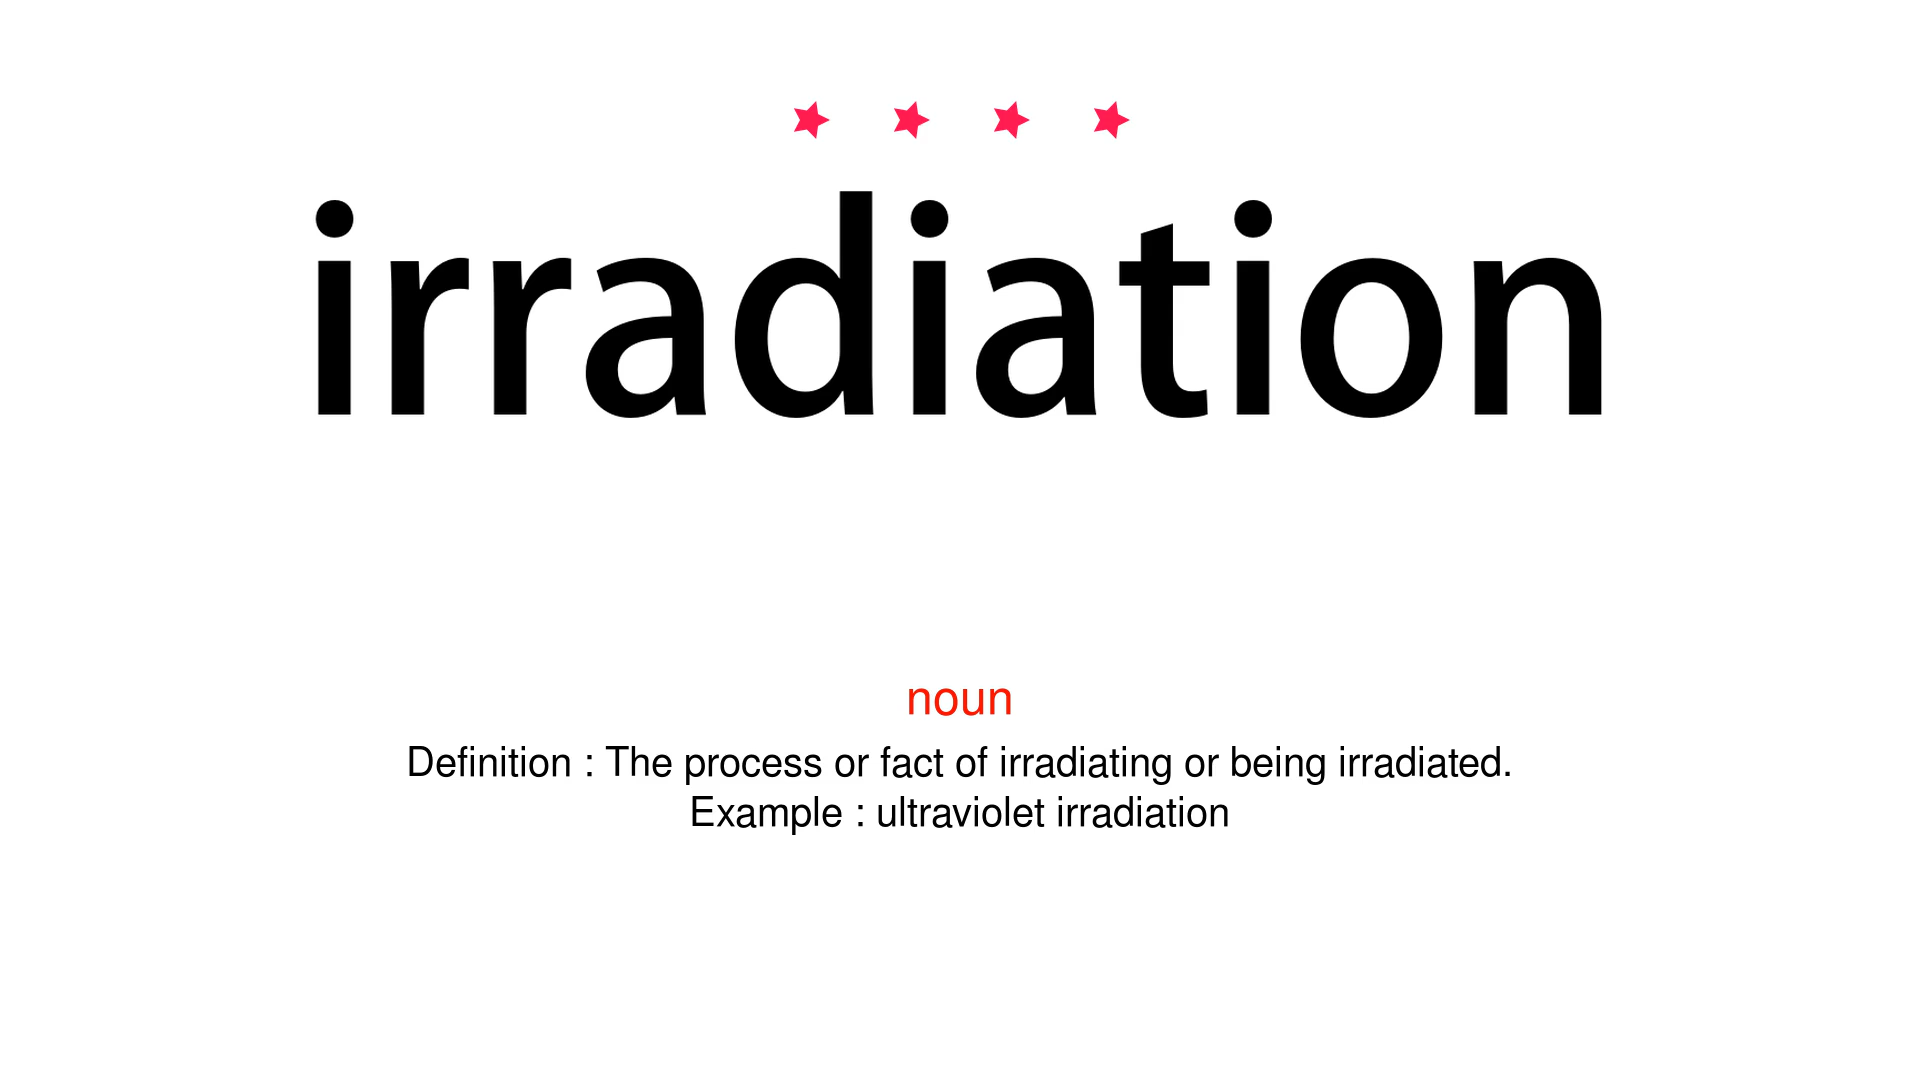 irradiation
noun
Definition : The process or fact of irradiating or being irradiated.
Example : ultraviolet irradiation